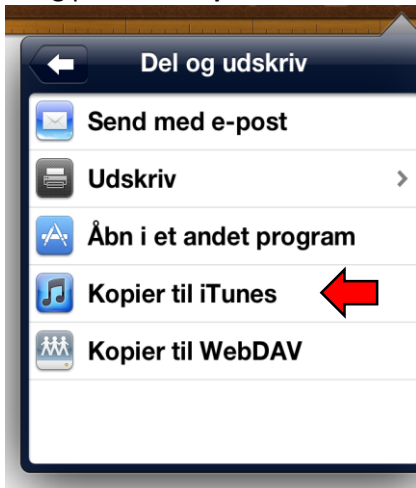 Del og udskriv
Send med e-post
Udskriv
Åbn i et andet program
Kopier til iTunes
Kopier til WebDAV